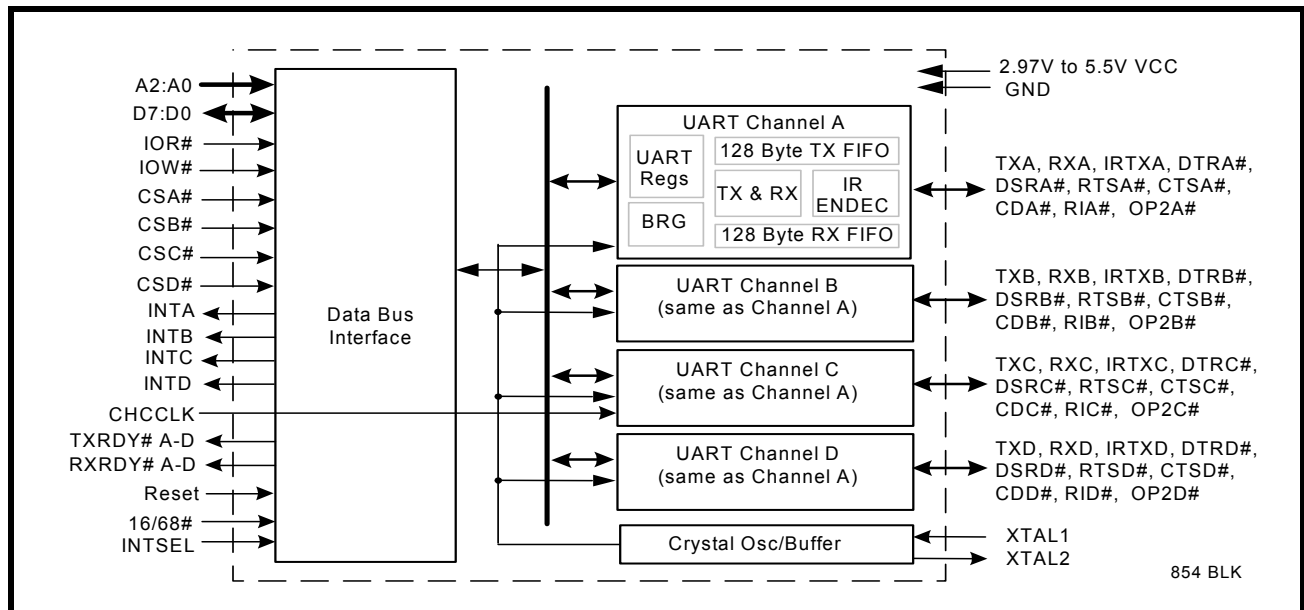 A2:A0
D7:D0
IOR#
IOW#
CSA#
CSB#
CSC#
CSD#
INTA
INTB
INTC
INTD
CHCCLK
TXRDY# A-D
RXRDY# A-D
Reset
16/68#
INTSEL
Data Bus
Interface
UART Channel A
UART
Regs
BRG
128 Byte TX FIFO
TX & RX
IR
ENDEC
128 Byte RX FIFO
UART Channel B
(same as Channel A)
UART Channel C
(same as Channel A)
UART Channel D
(same as Channel A)
Crystal Osc/Buffer
2.97V to 5.5V VCC
GND
TXA, RXA, IRTXA, DTRA#,
DSRA#, RTSA#, CTSA#,
CDA#, RIA#, OP2A#
TXB, RXB, IRTXB, DTRB#,
DSRB#, RTSB#, CTSB#,
CDB#, RIB#, OP2B#
TXC, RXC, IRTXC, DTRC#,
DSRC#, RTSC#, CTSC#,
CDC#, RIC#, OP2C#
TXD, RXD, IRTXD, DTRD#,
DSRD#, RTSD#, CTSD#,
CDD#, RID#, OP2D#
XTAL1
XTAL2
854 BLK